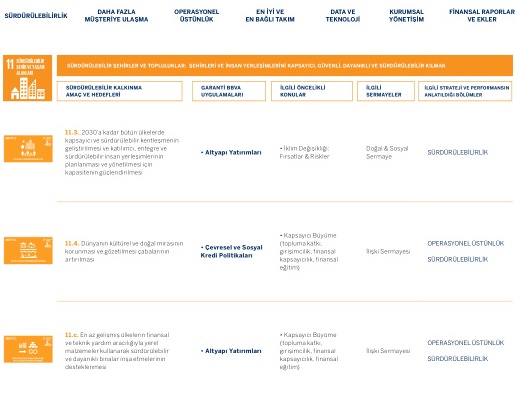 SÜRDÜRÜLEBİLİRLİK
DAHA FAZLA
MÜŞTERİYE ULAŞMA
OPERASYONEL
ÜSTÜNLÜK
EN İYİ VE
EN BAĞLI TAKIM
DATA VE
TEKNOLOJİ
KURUMSAL
YÖNETİŞİM
FİNANSAL RAPORLAR
VE EKLER
11 SÜRDÜRÜLEBİLİR
ŞEHİR VE YAŞAM
ALANLARI
SÜRDÜRÜLEBİLİR ŞEHİRLER VE TOPLULUKLAR: ŞEHİRLERİ VE İNSAN YERLEŞİMLERİNİ KAPSAYICI, GÜVENLİ, DAYANIKLI VE SÜRDÜRÜLEBİLİR KILMAK
SÜRDÜRÜLEBİLİR KALKINMA
AMAÇ VE HEDEFLERİ
GARANTİ BBVA
UYGULAMALARI
İLGİLİ ÖNCELİKLİ
KONULAR
İLGİLİ
SERMAYELER
İLGİLİ STRATEJİ VE PERFORMANSIN
ANLATILDIĞI BÖLÜMLER
11.3. 2030'a kadar bütün ülkelerde
kapsayıcı ve sürdürülebilir kentleşmenin
geliştirilmesi ve katılımcı, entegre ve
sürdürülebilir insan yerleşimlerinin
planlanması ve yönetilmesi için
kapasitenin güçlendirilmesi
• Altyapı Yatırımları
• İklim Değişikliği:
Fırsatlar & Riskler
Doğal & Sosyal
Sermaye
SÜRDÜRÜLEBİLİRLİK
11.4. Dünyanın kültürel ve doğal mirasının
korunması ve gözetilmesi çabalarının
artırılması
• Çevresel ve Sosyal
Kredi Politikaları
• Kapsayıcı Büyüme
(topluma katkı,
girişimcilik, finansal
kapsayıcılık, finansal
eğitim)
İlişki Sermayesi
OPERASYONEL ÜSTÜNLÜK
SÜRDÜRÜLEBİLİRLİK
11.c. En az gelişmiş ülkelerin finansal
ve teknik yardım aracılığıyla yerel
malzemeler kullanarak sürdürülebilir
ve dayanıklı binalar inşa etmelerinin
desteklenmesi
• Altyapı Yatırımları
• Kapsayıcı Büyüme
(topluma katkı,
girişimcilik, finansal
kapsayıcılık, finansal
eğitim)
İlişki Sermayesi
OPERASYONEL ÜSTÜNLÜK
SÜRDÜRÜLEBİLİRLİK